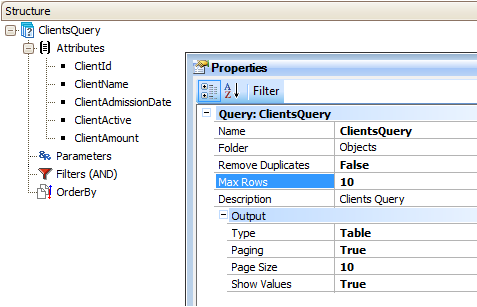 Structure
ClientsQuery
Attributes
ClientId
ClientName
ClientAdmissionDate
ClientActive
ClientAmount
Parameters
Filters (AND)
OrderBy
Properties
Filter
Query: ClientsQuery
Name ClientsQuery
Folder Objects
Remove Duplicates False
Max Rows 10
Description Clients Query
Output
Type Table
Paging True
Page Size 10
Show Values True